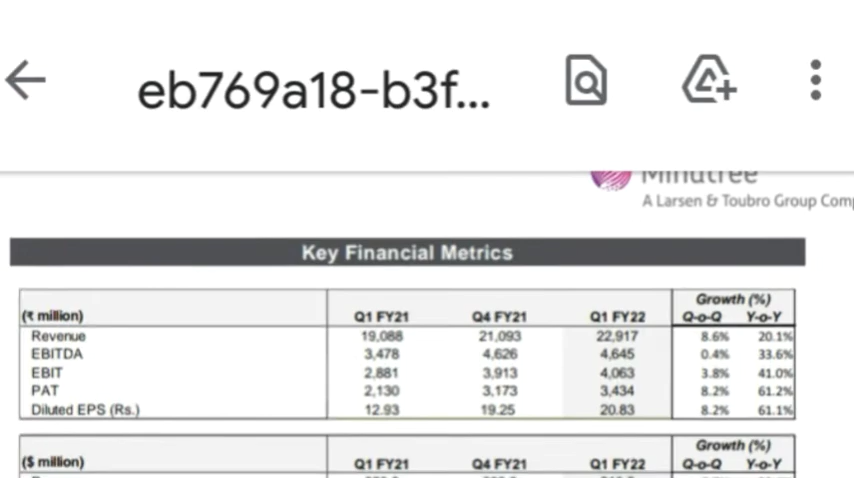 eb769a18-b3f...
Mindtree
A Larsen & Toubro Group Comp
Key Financial Metrics
Growth (%)
(₹ million) Q1 FY21 Q4 FY21 Q1 FY22 Q-o-Q Y-o-Y
Revenue 19,088 21,093 22,917 8.6% 20.1%
EBITDA 3,478 4,626 4,645 0.4% 33.6%
EBIT 2,881 3,913 4,063 3.8% 41.0%
PAT 2,130 3,173 3,434 8.2% 61.2%
Diluted EPS (Rs.) 12.93 19.25 20.83 8.2% 61.1%
Growth (%)
($ million) Q1 FY21 Q4 FY21 Q1 FY22 Q-o-Q Y-o-Y